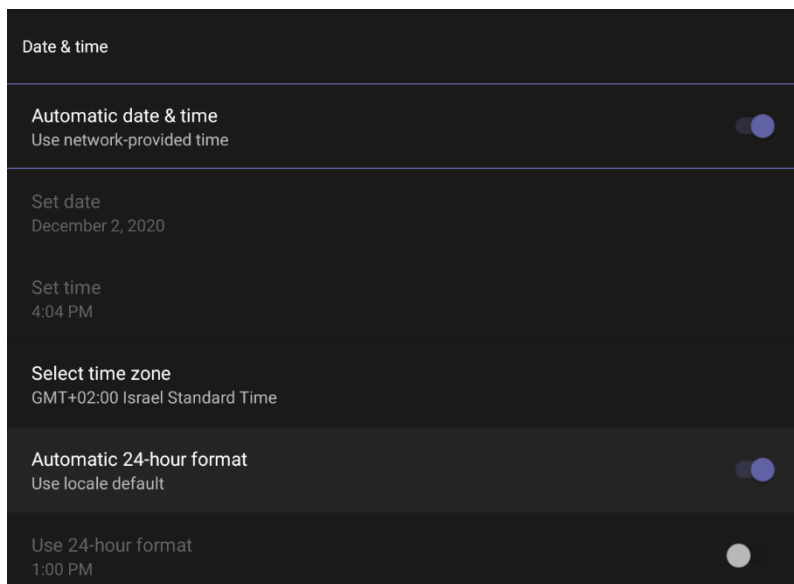 Date & time
Automatic date & time
Use network-provided time
Set date
December 2, 2020
Set time
4:04 PM
Select time zone
GMT+02:00 Israel Standard Time
Automatic 24-hour format
Use locale default
Use 24-hour format
1:00 PM